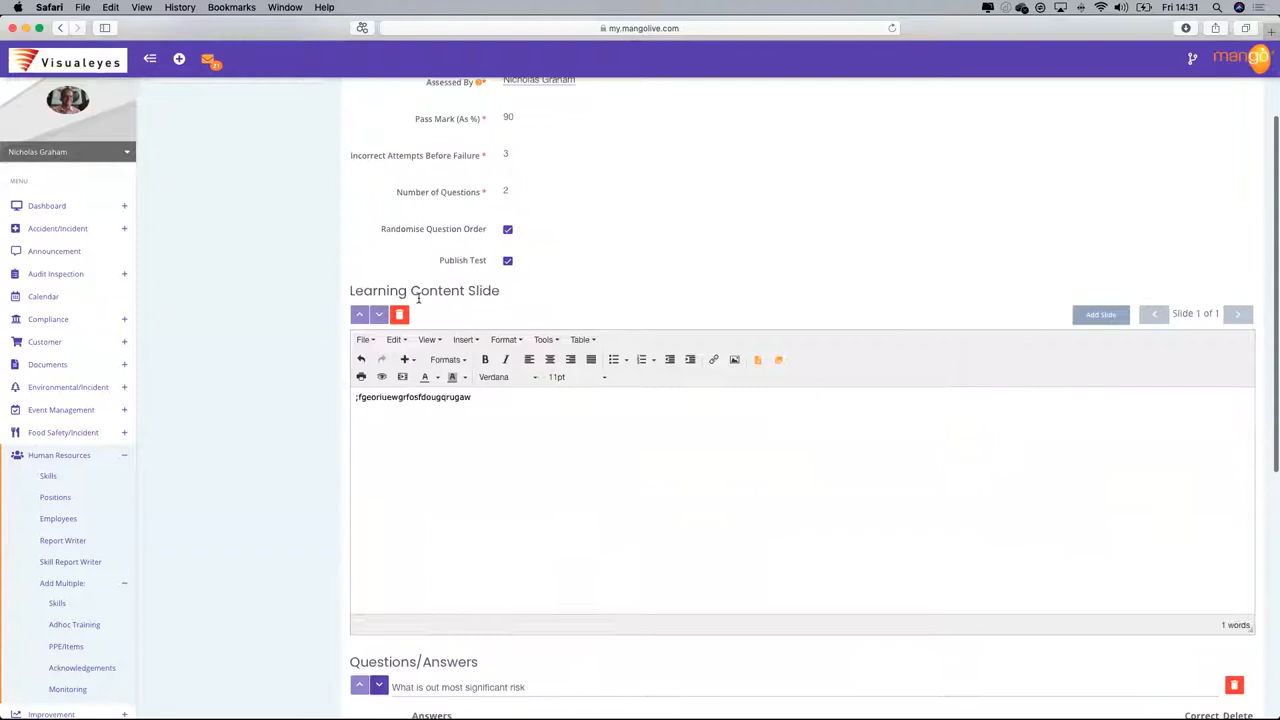 Safari File Edit View History Bookmarks Window Help Fri 14:31
my.mangolive.com
Visualeyes 21 mango
Nicholas Graham
MENU
Dashboard
Accident/Incident
Announcement
Audit Inspection
Calendar
Compliance
Customer
Documents
Environmental/Incident
Event Management
Food Safety/Incident
Human Resources
Skills
Positions
Employees
Report Writer
Skill Report Writer
Add Multiple:
Skills
Adhoc Training
PPE/Items
Acknowledgements
Monitoring
Improvement
Assessed By * Nicholas Graham
Pass Mark (As %) * 90
Incorrect Attempts Before Failure * 3
Number of Questions * 2
Randomise Question Order
Publish Test
Learning Content Slide
Add Slide Slide 1 of 1
File Edit View Insert Format Tools Table
Formats B I
A A Verdana 11pt
;fgeoriuewgrfosfdougqrugaw
1 words
Questions/Answers
What is out most significant risk
Answers Correct Delete